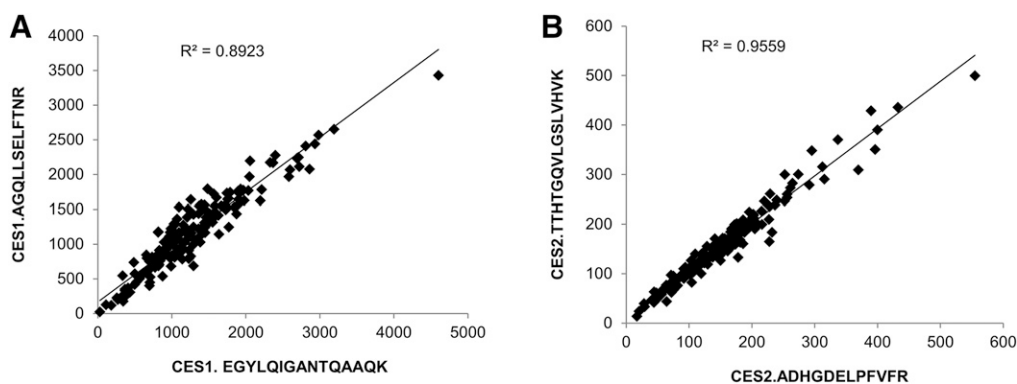 A
R² = 0.8923
CES1.AGQLLSELFTNR
4000
3500
3000
2500
2000
1500
1000
500
0
0 1000 2000 3000 4000 5000
CES1. EGYLQIGANTQAAQK
B
R² = 0.9559
CES2.TTHTGQVLGSLVHVK
600
500
400
300
200
100
0
0 100 200 300 400 500 600
CES2.ADHGDELPFVFR